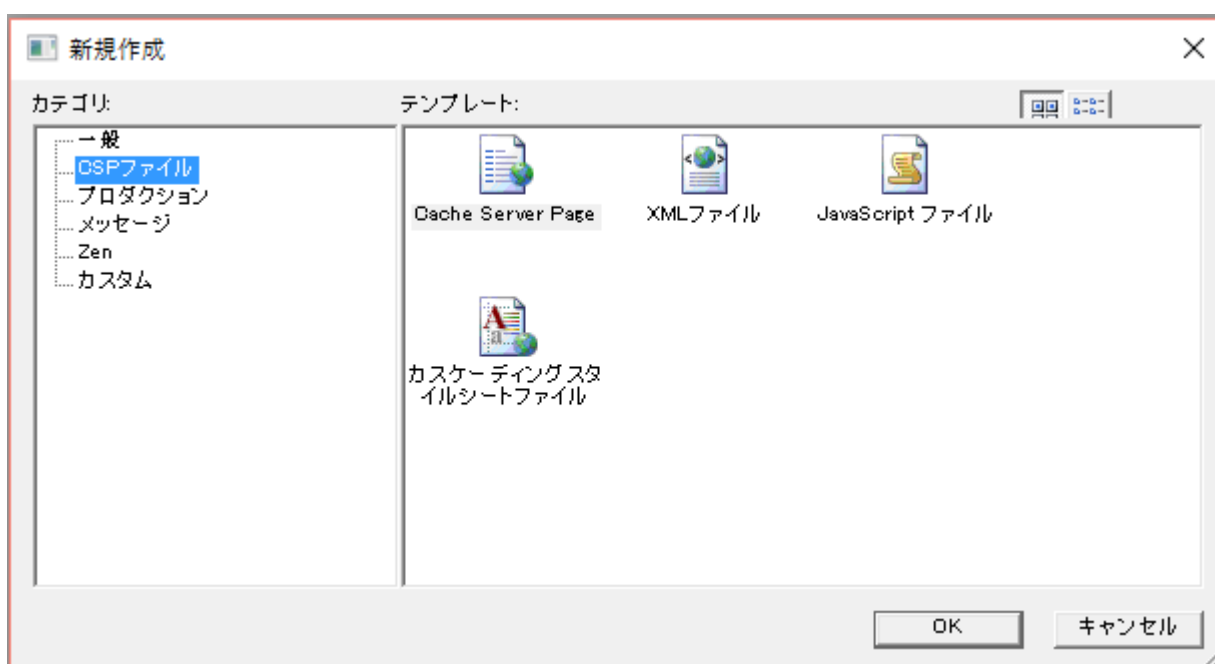 新規作成
カテゴリ:
テンプレート:
一般
CSPファイル
プロダクション
メッセージ
Zen
カスタム
Cache Server Page
XMLファイル
JavaScript ファイル
カスケーディング スタ
イルシートファイル
OK
キャンセル